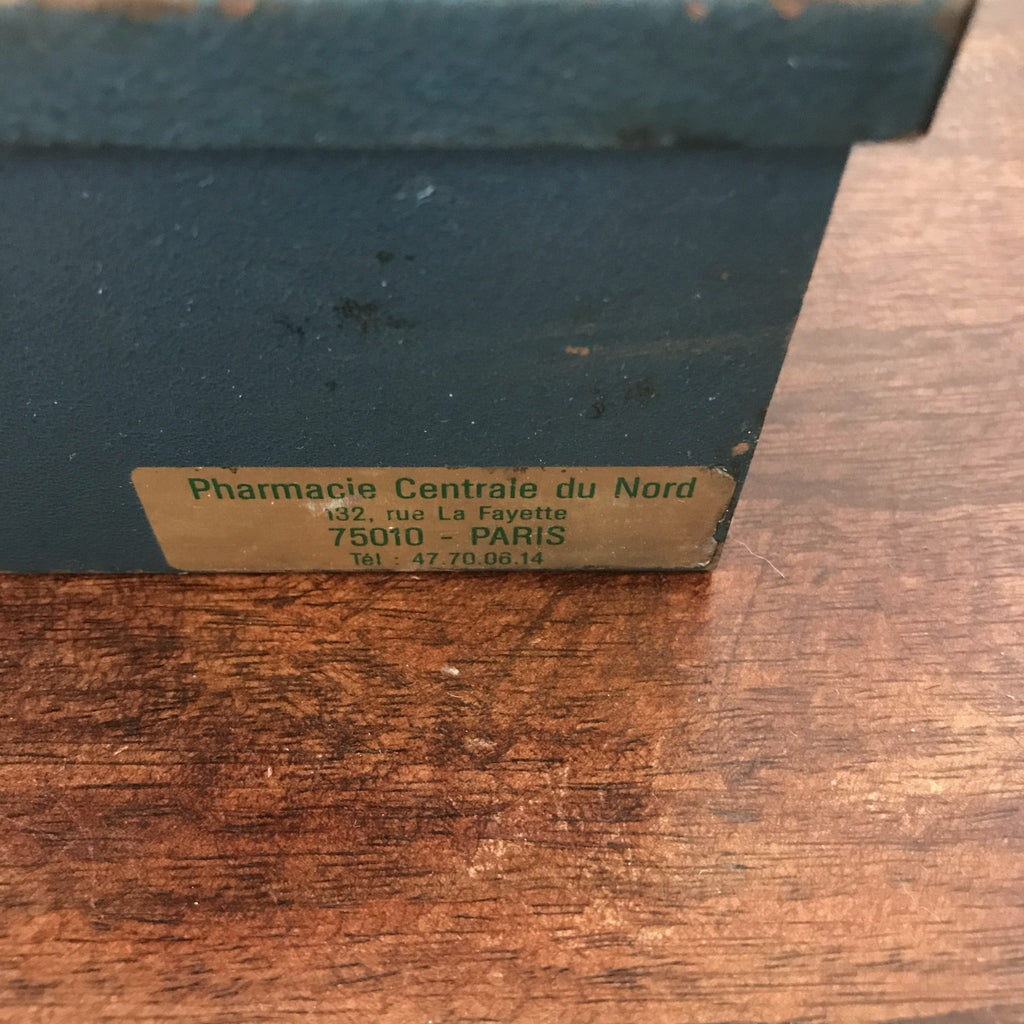 Pharmacie Centrale du Nord
132, rue La Fayette
75010 - PARIS
Tél : 47.70.06.14